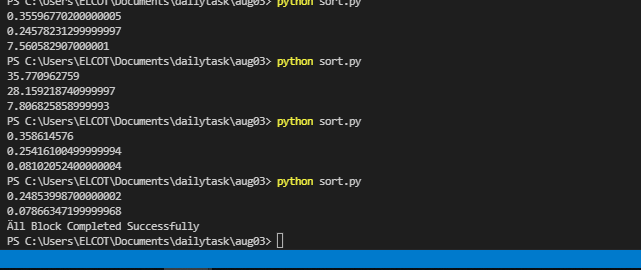 PS C:\Users\ELCOT\Documents\dailytask\aug03> python sort.py
0.35596770200000005
0.24578231299999997
7.560582907000001
PS C:\Users\ELCOT\Documents\dailytask\aug03> python sort.py
35.770962759
28.159218740999997
7.806825858999993
PS C:\Users\ELCOT\Documents\dailytask\aug03> python sort.py
0.358614576
0.25416100499999994
0.08102052400000004
PS C:\Users\ELCOT\Documents\dailytask\aug03> python sort.py
0.24853998700000002
0.07866347199999968
Äll Block Completed Successfully
PS C:\Users\ELCOT\Documents\dailytask\aug03>